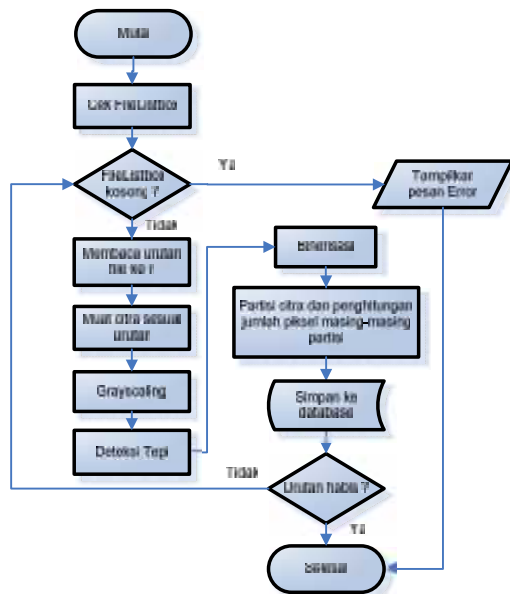 Mulai
Cek FileListBox
FileListBox
kosong ?
Ya
Tampilkan
pesan Error
Tidak
Membaca urutan
file ke i
Muat citra sesuai
urutan
Grayscaling
Deteksi Tepi
Binerisasi
Partisi citra dan penghitungan
jumlah piksel masing-masing
partisi
Simpan ke
database
Tidak
Urutan habis ?
Ya
Selesai